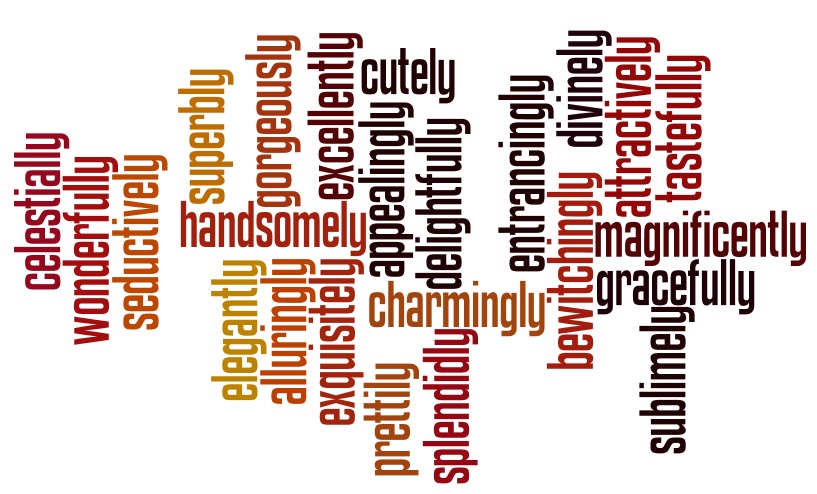 celestially
wonderfully
seductively
superbly
gorgeously
excellently
cutely
handsomely
appealingly
delightfully
elegantly
alluringly
exquisitely
charmingly
prettily
splendidly
entrancingly
divinely
attractively
tastefully
bewitchingly
magnificently
gracefully
sublimely